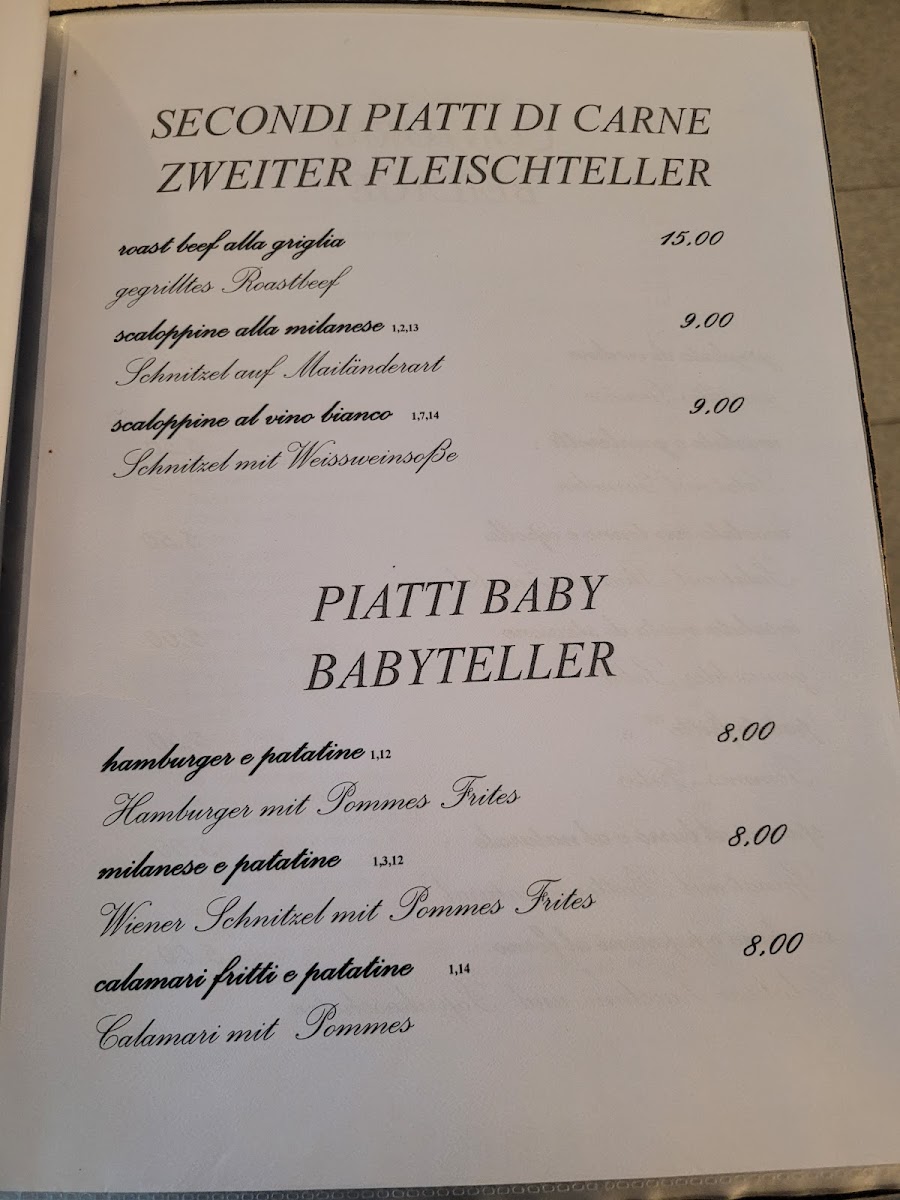 SECONDI PIATTI DI CARNE
ZWEITER FLEISCHTELLER
roast beef alla griglia 15.00
gegrilltes Roastbeef
scaloppine alla milanese 1,2,13 9.00
Schnitzel auf Mailänderart
scaloppine al vino bianco 1,7,14 9.00
Schnitzel mit Weissweinsoße
PIATTI BABY
BABYTELLER
hamburger e patatine 1,12 8.00
Hamburger mit Pommes Frites
milanese e patatine 1,3,12 8.00
Wiener Schnitzel mit Pommes Frites
calamari fritti e patatine 1,14 8.00
Calamari mit Pommes